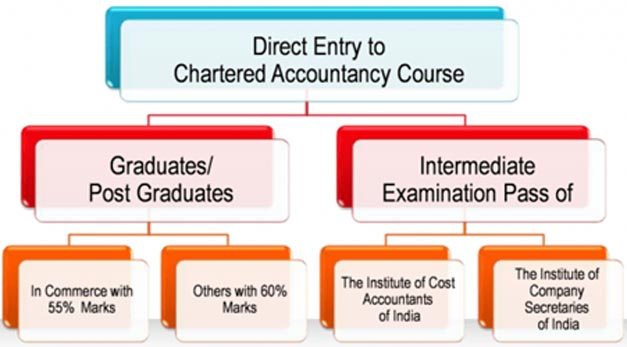 Direct Entry to
Chartered Accountancy Course
Graduates/
Post Graduates
Intermediate
Examination Pass of
In Commerce with
55% Marks
Others with 60%
Marks
The Institute of Cost
Accountants
of India
The Institute of
Company
Secretaries
of India